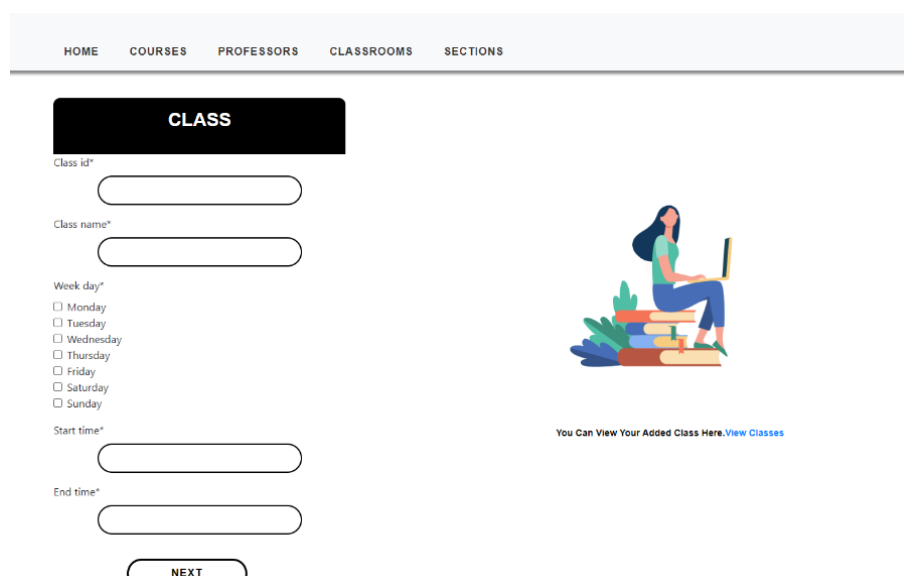 HOME COURSES PROFESSORS CLASSROOMS SECTIONS
CLASS
Class id*
Class name*
Week day*
Monday
Tuesday
Wednesday
Thursday
Friday
Saturday
Sunday
Start time*
End time*
NEXT
You Can View Your Added Class Here.View Classes